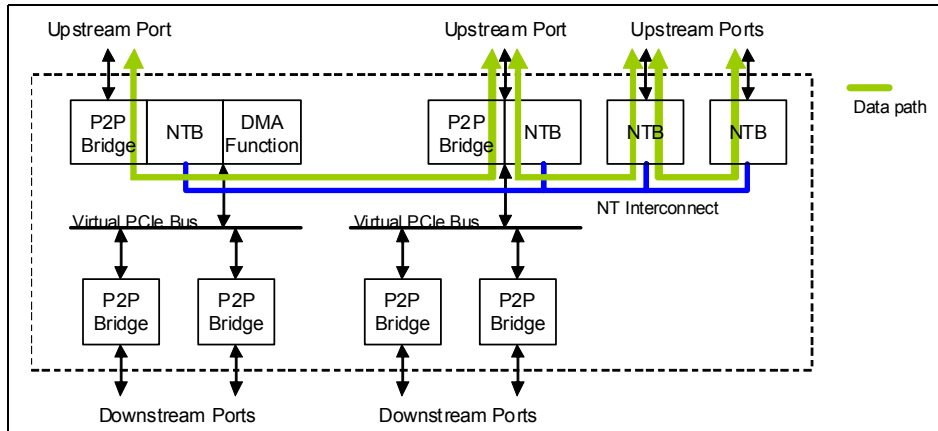 Upstream Port
Upstream Port
Upstream Ports
Data path
P2P
Bridge
NTB
DMA
Function
P2P
Bridge
NTB
NTB
NTB
NT Interconnect
Virtual PCIe Bus
Virtual PCIe Bus
P2P
Bridge
P2P
Bridge
P2P
Bridge
P2P
Bridge
Downstream Ports
Downstream Ports